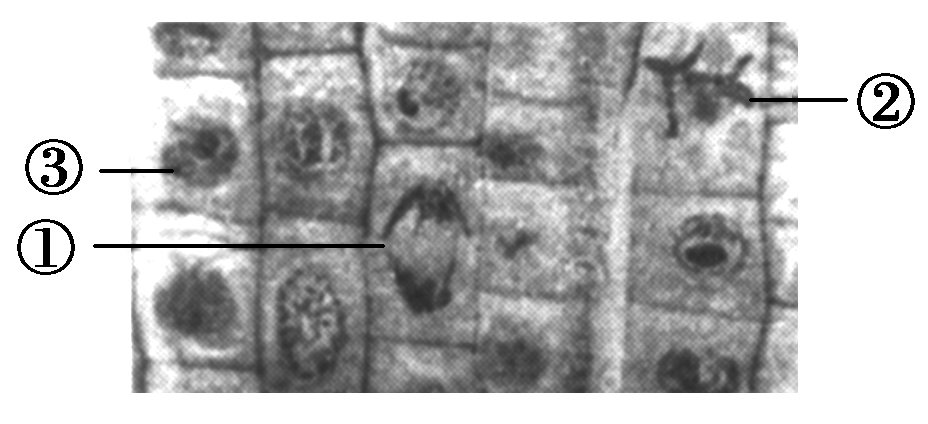 ②
③
①